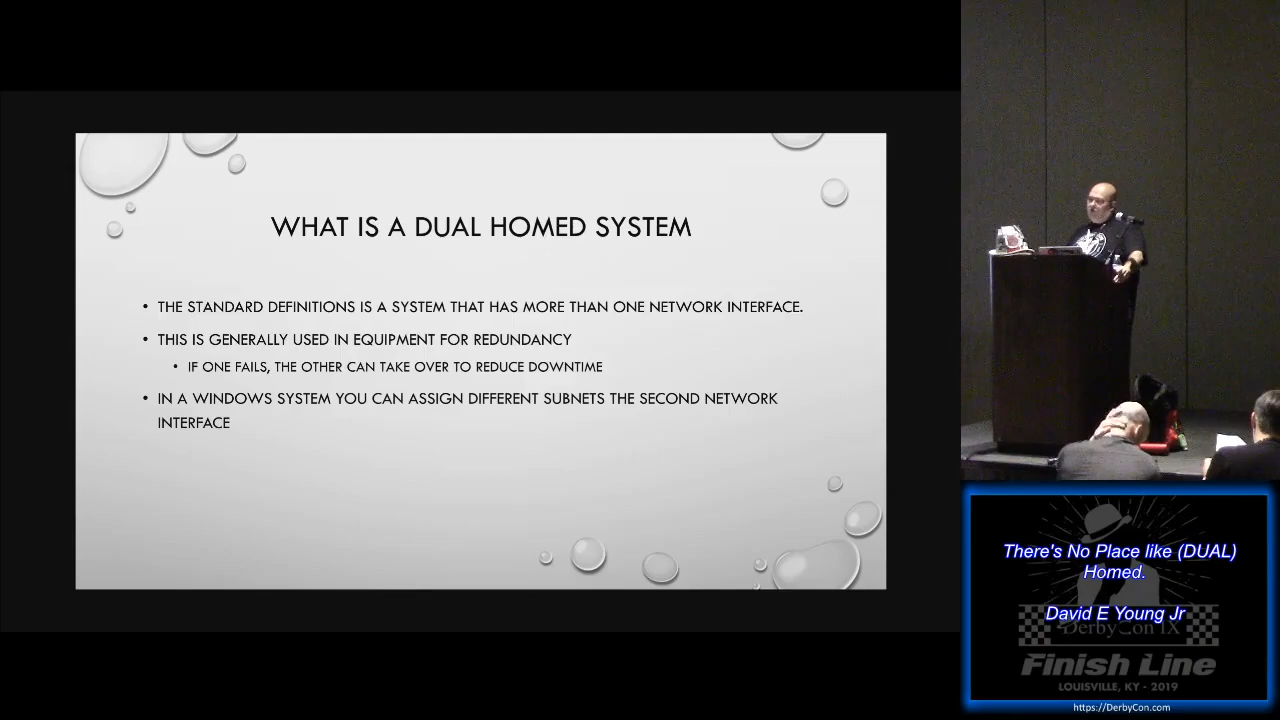 WHAT IS A DUAL HOMED SYSTEM
• THE STANDARD DEFINITIONS IS A SYSTEM THAT HAS MORE THAN ONE NETWORK INTERFACE.
• THIS IS GENERALLY USED IN EQUIPMENT FOR REDUNDANCY
• IF ONE FAILS, THE OTHER CAN TAKE OVER TO REDUCE DOWNTIME
• IN A WINDOWS SYSTEM YOU CAN ASSIGN DIFFERENT SUBNETS THE SECOND NETWORK
INTERFACE
There's No Place like (DUAL)
Homed.
David E Young Jr
DerbyCon IX
Finish Line
LOUISVILLE, KY - 2019
https://DerbyCon.com